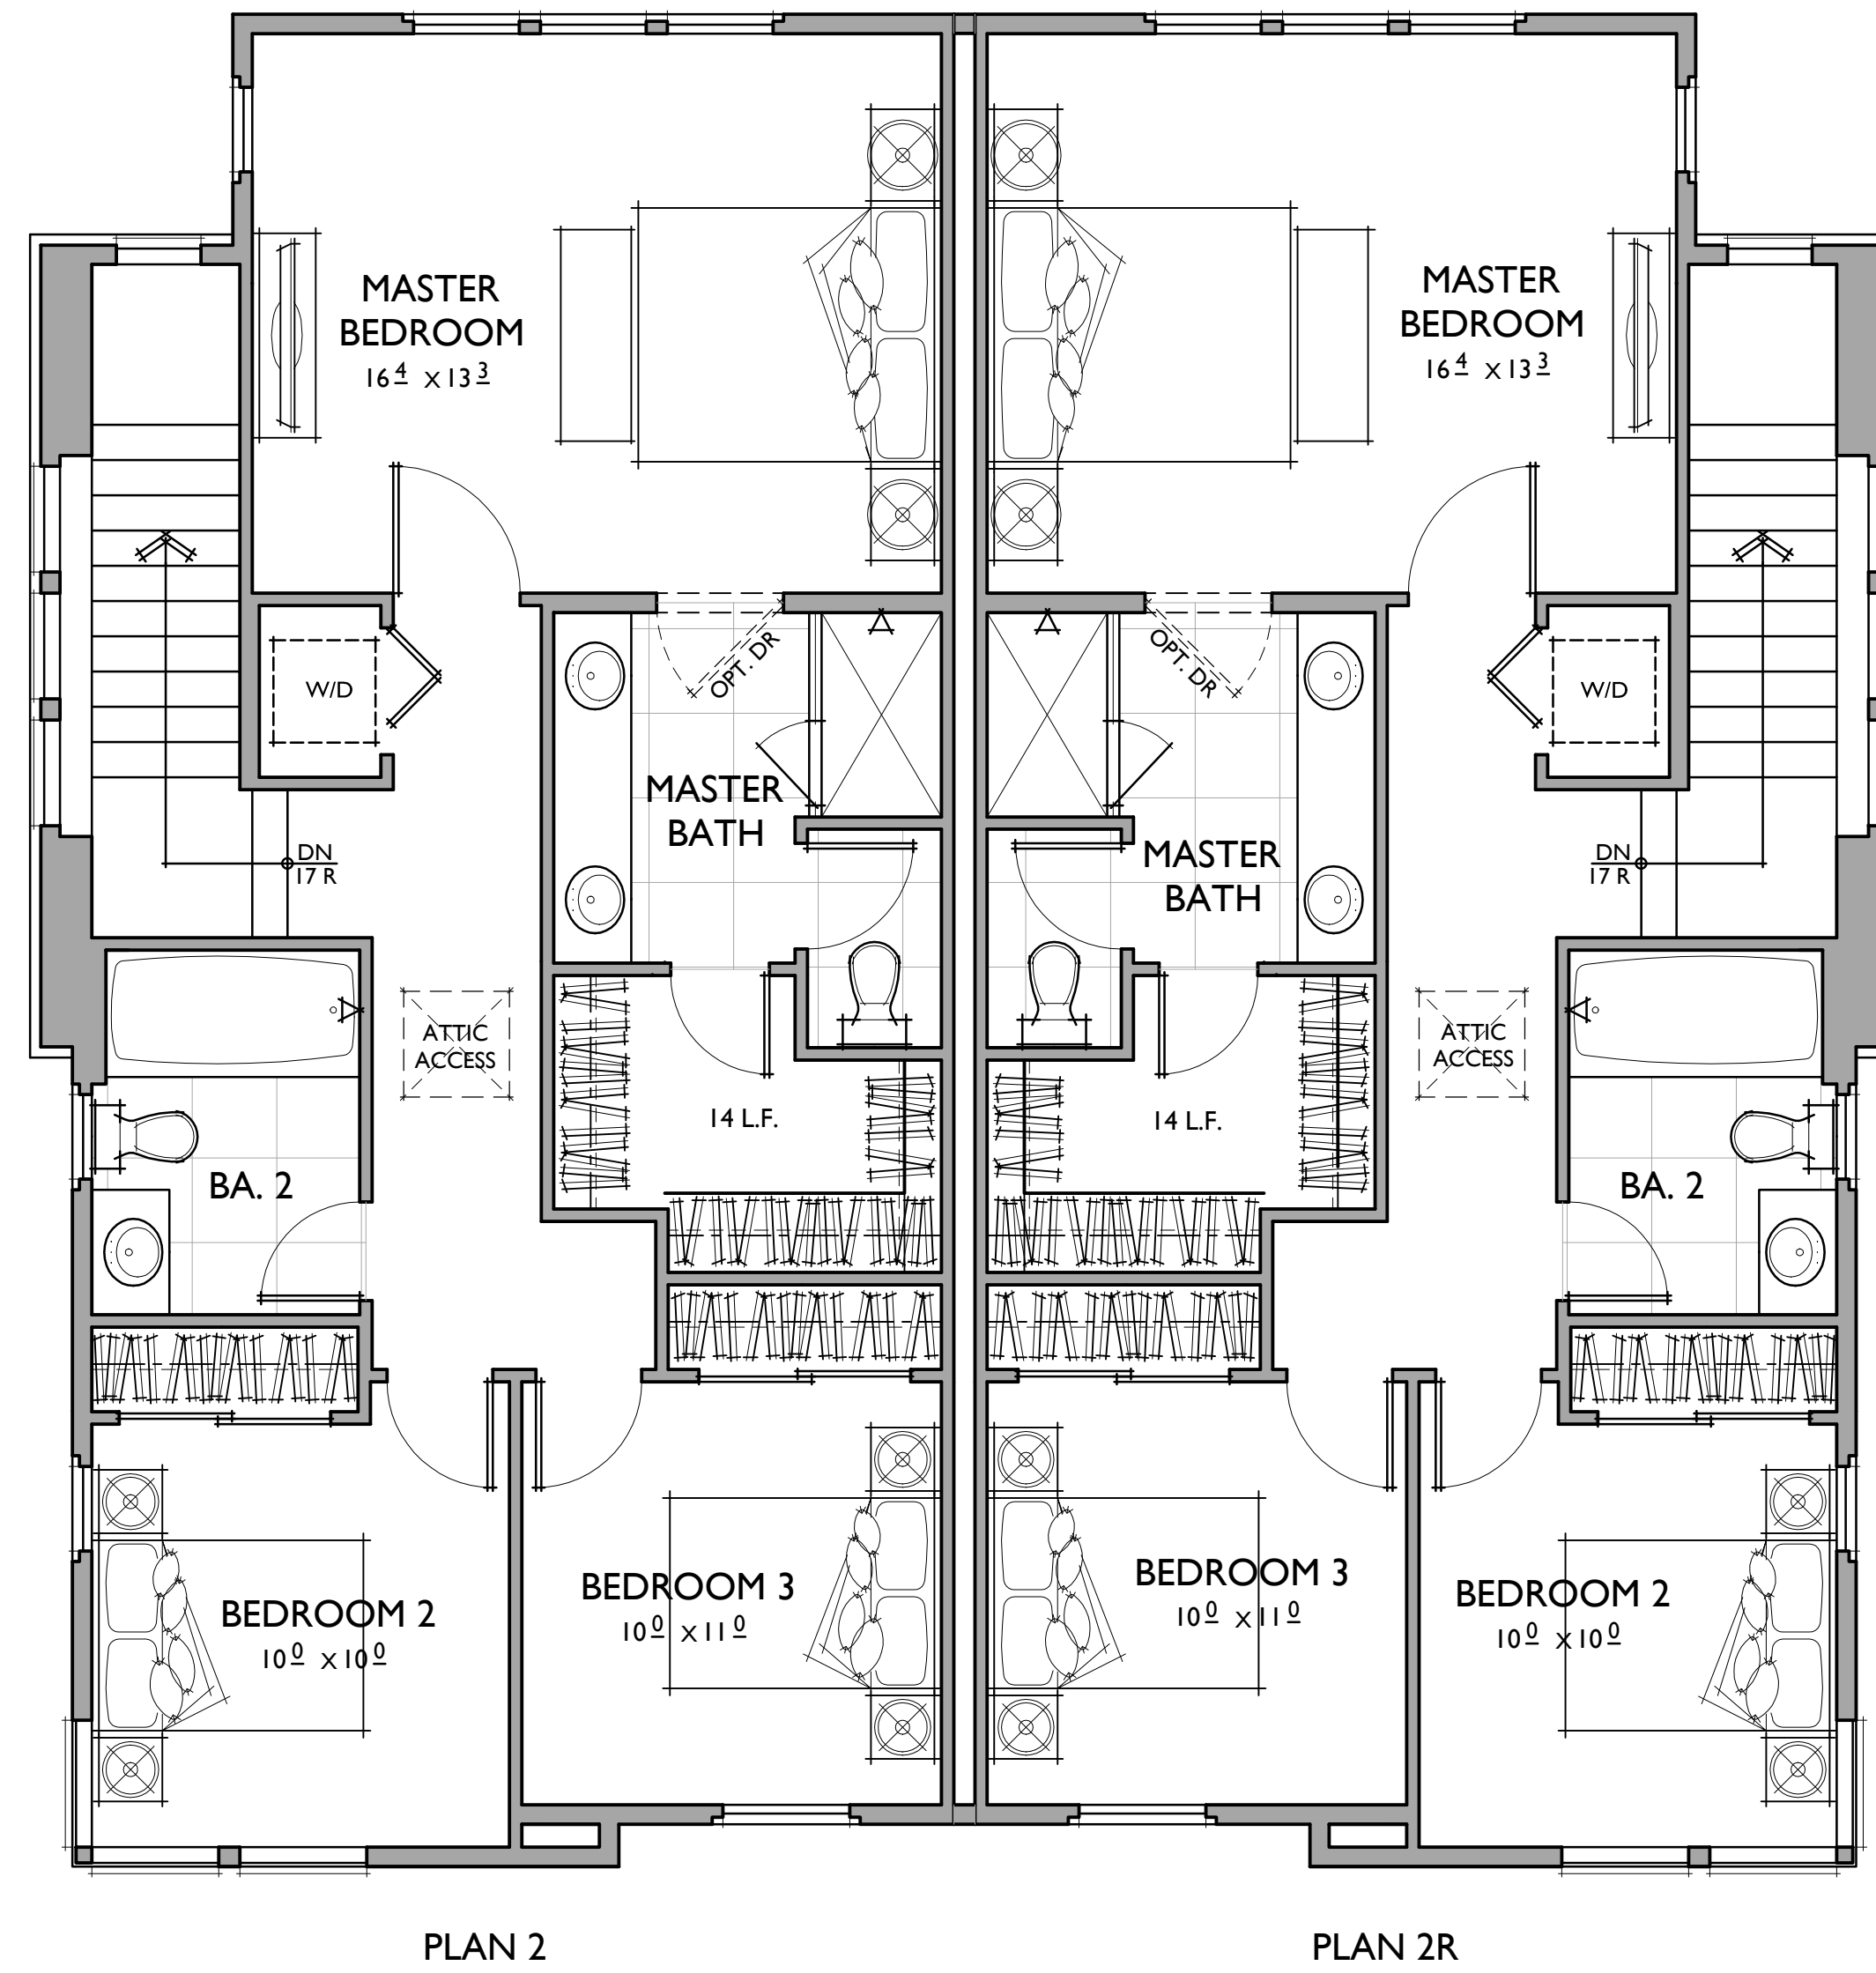 MASTER
BEDROOM
16 4 x 13 3
MASTER
BEDROOM
16 4 x 13 3
OPT. DR
OPT. DR
W/D
W/D
MASTER
BATH
MASTER
BATH
DN
17 R
DN
17 R
ATTIC
ACCESS
ATTIC
ACCESS
14 L.F.
14 L.F.
BA. 2
BA. 2
BEDROOM 2
10 0 x 10 0
BEDROOM 3
10 0 x 11 0
BEDROOM 3
10 0 x 11 0
BEDROOM 2
10 0 x 10 0
PLAN 2
PLAN 2R